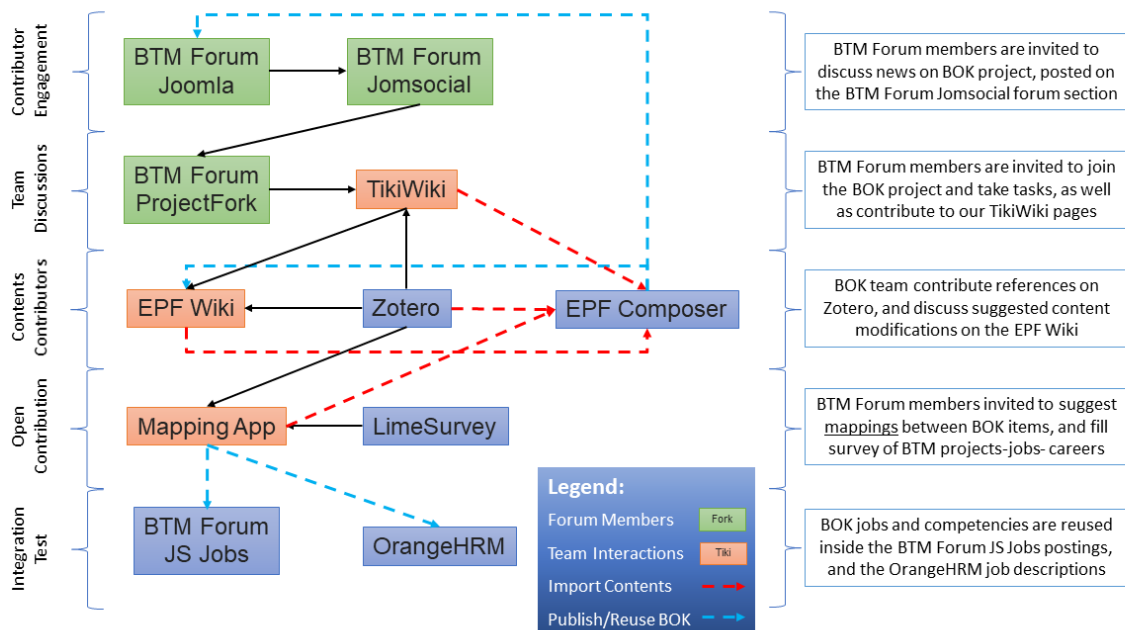 Contributor
Engagement
BTM Forum
Joomla
BTM Forum
Jomsocial
BTM Forum members are invited to
discuss news on BOK project, posted on
the BTM Forum Jomsocial forum section
Team
Discussions
BTM Forum
ProjectFork
TikiWiki
BTM Forum members are invited to join
the BOK project and take tasks, as well
as contribute to our TikiWiki pages
Contents
Contributors
EPF Wiki
Zotero
EPF Composer
BOK team contribute references on
Zotero, and discuss suggested content
modifications on the EPF Wiki
Open
Contribution
Mapping App
LimeSurvey
BTM Forum members invited to suggest
mappings between BOK items, and fill
survey of BTM projects-jobs- careers
Integration
Test
BTM Forum
JS Jobs
OrangeHRM
Legend:
Forum Members
Fork
Team Interactions
Tiki
Import Contents
Publish/Reuse BOK
BOK jobs and competencies are reused
inside the BTM Forum JS Jobs postings,
and the OrangeHRM job descriptions